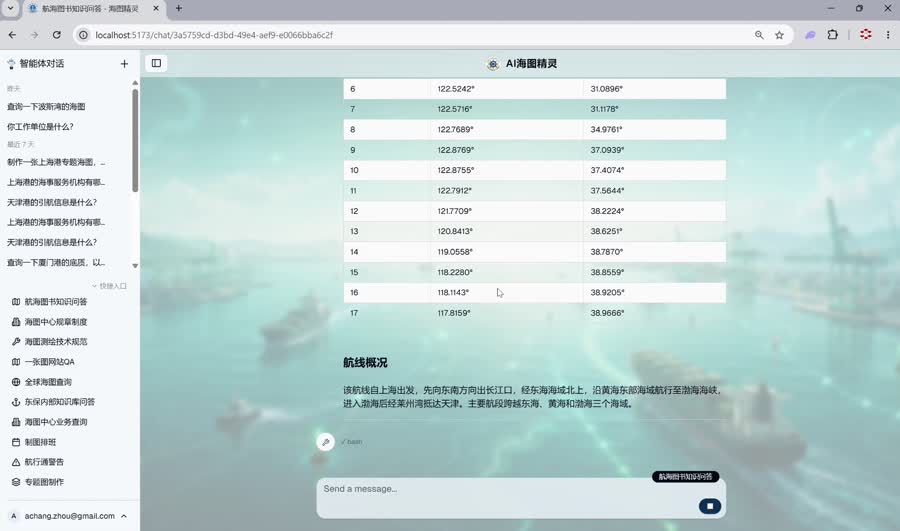 航海图书知识问答 - 海图精灵
localhost:5173/chat/3a5759cd-d3bd-49e4-aef9-e0066bba6c2f
智能体对话
AI海图精灵
昨天
查询一下波斯湾的海图
你工作单位是什么?
最近 7 天
制作一张上海港专题海图，...
上海港的海事服务机构有哪...
天津港的引航信息是什么?
上海港的海事服务机构有哪...
天津港的引航信息是什么?
查询一下厦门港的底质，以...
快捷入口
航海图书知识问答
海图中心规章制度
海图测绘技术规范
一张图网站QA
全球海图查询
东保内部知识库问答
海图中心业务查询
制图排班
航行通警告
专题图制作
A achang.zhou@gmail.com
6 122.5242° 31.0896°
7 122.5716° 31.1178°
8 122.7689° 34.9761°
9 122.8769° 37.0939°
10 122.8755° 37.4074°
11 122.7912° 37.5644°
12 121.7709° 38.2224°
13 120.8413° 38.6251°
14 119.0558° 38.7870°
15 118.2280° 38.8559°
16 118.1143° 38.9205°
17 117.8159° 38.9666°
航线概况
该航线自上海出发，先向东南方向出长江口，经东海海域北上，沿黄海东部海域航行至渤海海峡，
进入渤海后经莱州湾抵达天津。主要航段跨越东海、黄海和渤海三个海域。
✓ bash
航海图书知识问答
Send a message...